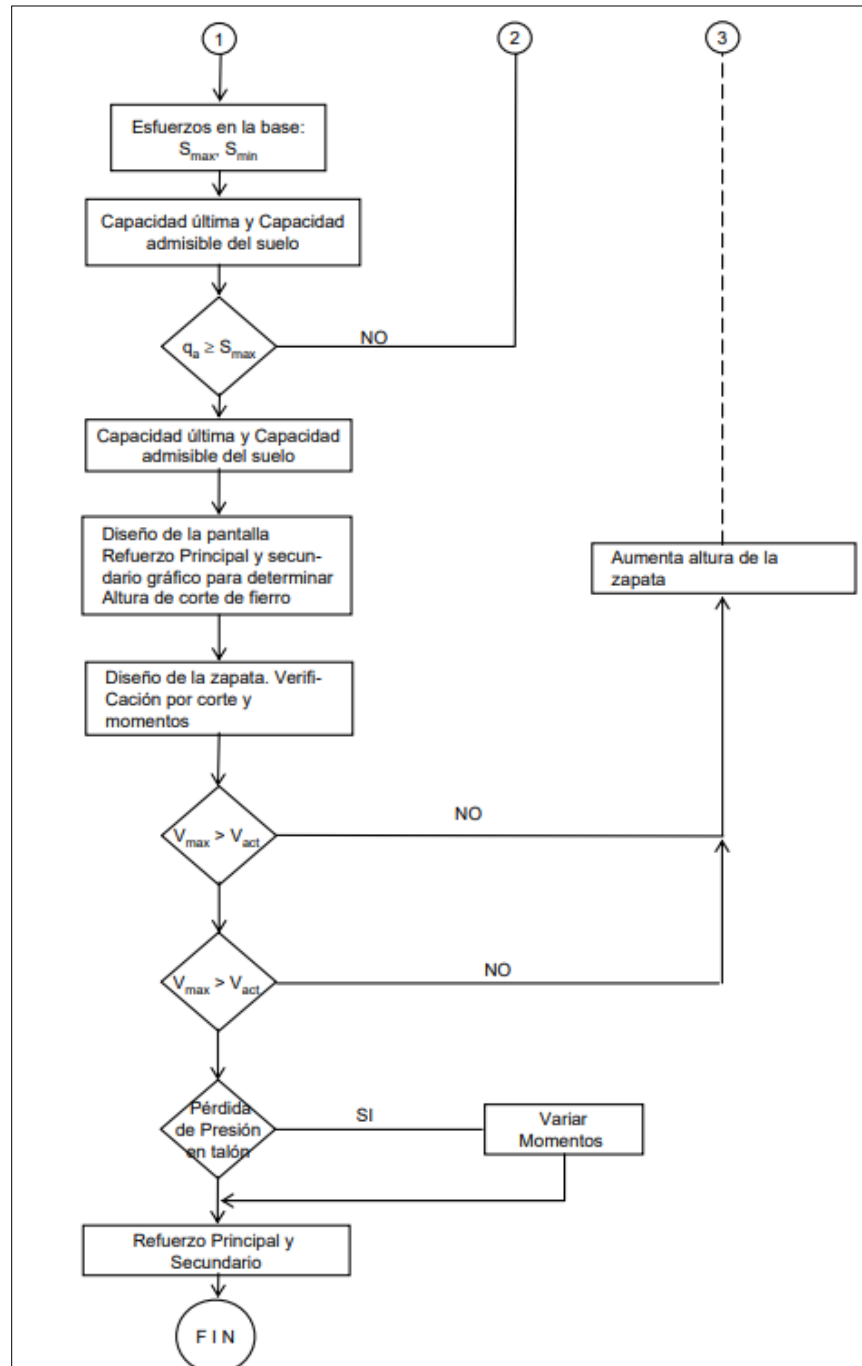 1
2
3
Esfuerzos en la base:
Smax, Smin
Capacidad última y Capacidad
admisible del suelo
qa ≥ Smax
NO
Capacidad última y Capacidad
admisible del suelo
Diseño de la pantalla
Refuerzo Principal y secun-
dario gráfico para determinar
Altura de corte de fierro
Aumenta altura de la
zapata
Diseño de la zapata. Verifi-
Cación por corte y
momentos
Vmax > Vact
NO
Vmax > Vact
NO
Pérdida
de Presión
en talón
SI
Variar
Momentos
Refuerzo Principal y
Secundario
F I N